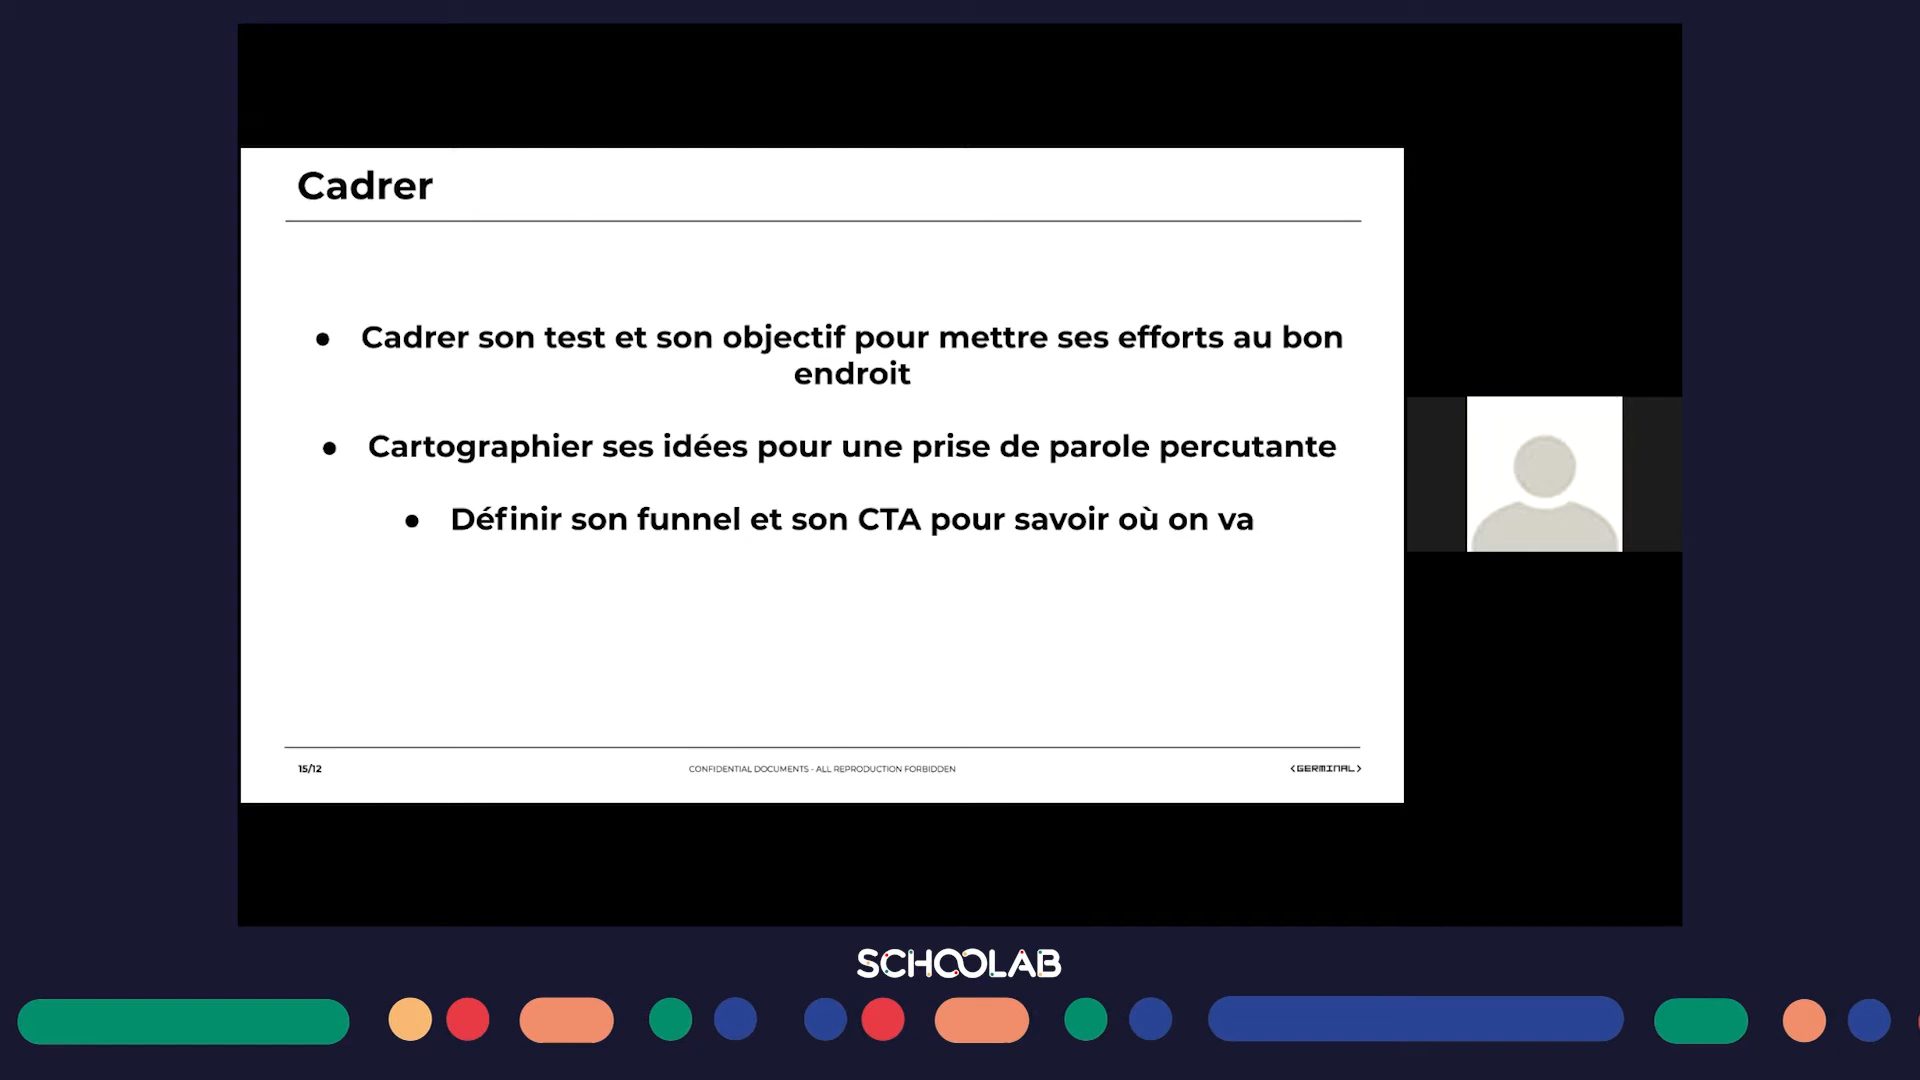 Cadrer
● Cadrer son test et son objectif pour mettre ses efforts au bon
endroit
● Cartographier ses idées pour une prise de parole percutante
● Définir son funnel et son CTA pour savoir où on va
15/12
CONFIDENTIAL DOCUMENTS - ALL REPRODUCTION FORBIDDEN
<GERMINAL>
SCHOOLAB